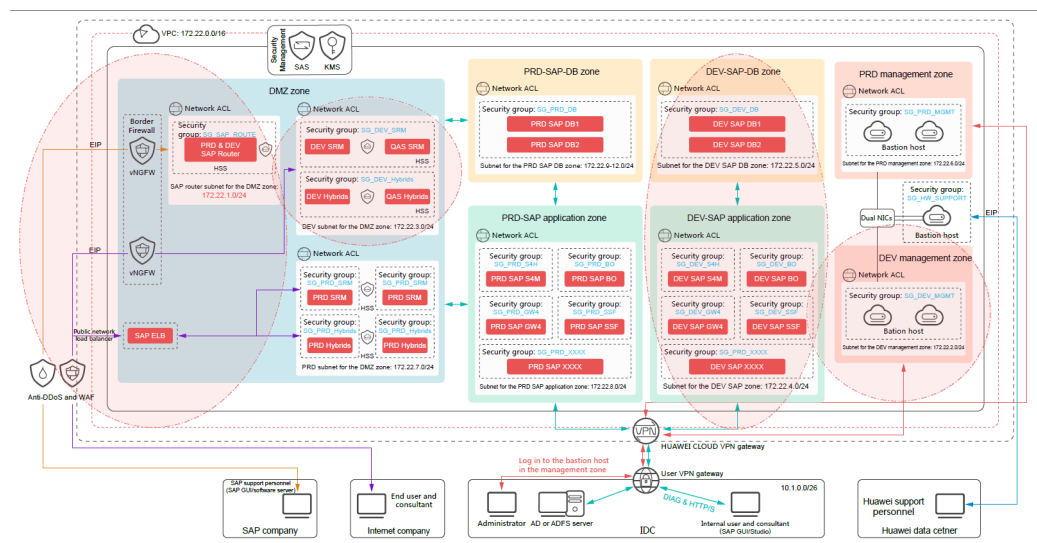 VPC: 172.22.0.0/16
Security
Management
SAS
KMS
DMZ zone
Network ACL
Border
Firewall
EIP
vNGFW
Security
group: SG_SAP_ROUTE
PRD & DEV
SAP Router
HSS
SAP router subnet for the DMZ zone:
172.22.1.0/24
Network ACL
Security group: SG_DEV_SRM
DEV SRM
QAS SRM
HSS
Security group: SG_DEV_Hybrids
DEV Hybrids
QAS Hybrids
HSS
DEV subnet for the DMZ zone: 172.22.3.0/24
EIP
vNGFW
Network ACL
Security group:
SG_PRD_SRM
PRD SRM
HSS
Security group:
SG_PRD_SRM
PRD SRM
Security group:
SG_PRD_Hybrids
PRD Hybrids
HSS
Security group:
SG_PRD_Hybrids
PRD Hybrids
PRD subnet for the DMZ zone: 172.22.7.0/24
Public network
load balancer
SAP ELB
Anti-DDoS and WAF
PRD-SAP-DB zone
Network ACL
Security group: SG_PRD_DB
PRD SAP DB1
PRD SAP DB2
Subnet for the PRD SAP DB zone: 172.22.9-12.0/24
PRD-SAP application zone
Network ACL
Security group:
SG_PRD_S4H
PRD SAP S4M
Security group:
SG_PRD_BO
PRD SAP BO
Security group:
SG_PRD_GW4
PRD SAP GW4
Security group:
SG_PRD_SSF
PRD SAP SSF
Security group: SG_PRD_XXXX
PRD SAP XXXX
Subnet for the PRD SAP application zone: 172.22.8.0/24
DEV-SAP-DB zone
Network ACL
Security group: SG_DEV_DB
DEV SAP DB1
DEV SAP DB2
Subnet for the DEV SAP DB zone: 172.22.5.0/24
DEV-SAP application zone
Network ACL
Security group:
SG_DEV_S4H
DEV SAP S4M
Security group:
SG_DEV_BO
DEV SAP BO
Security group:
SG_DEV_GW4
DEV SAP GW4
Security group:
SG_DEV_SSF
DEV SAP SSF
Security group: SG_PRD_XXXX
DEV SAP XXXX
Subnet for the DEV SAP zone: 172.22.4.0/24
PRD management zone
Network ACL
Security group: SG_PRD_MGMT
Bastion host
Subnet for the PRD management zone: 172.22.6.0/24
Security group:
SG_HW_SUPPORT
Dual NICs
Bastion host
EIP
DEV management zone
Network ACL
Security group: SG_DEV_MGMT
Bation host
Subnet for the DEV management zone: 172.22.2.0/24
VPN
HUAWEI CLOUD VPN gateway
Log in to the bastion host
in the management zone
User VPN gateway
10.1.0.0/26
DIAG & HTTP/S
Administrator
AD or ADFS server
Internal user and consultant
(SAP GUI/Studio)
IDC
SAP support personnel
(SAP GUI/software server)
SAP company
End user and
consultant
Internet company
Huawei support
personnel
Huawei data cetner